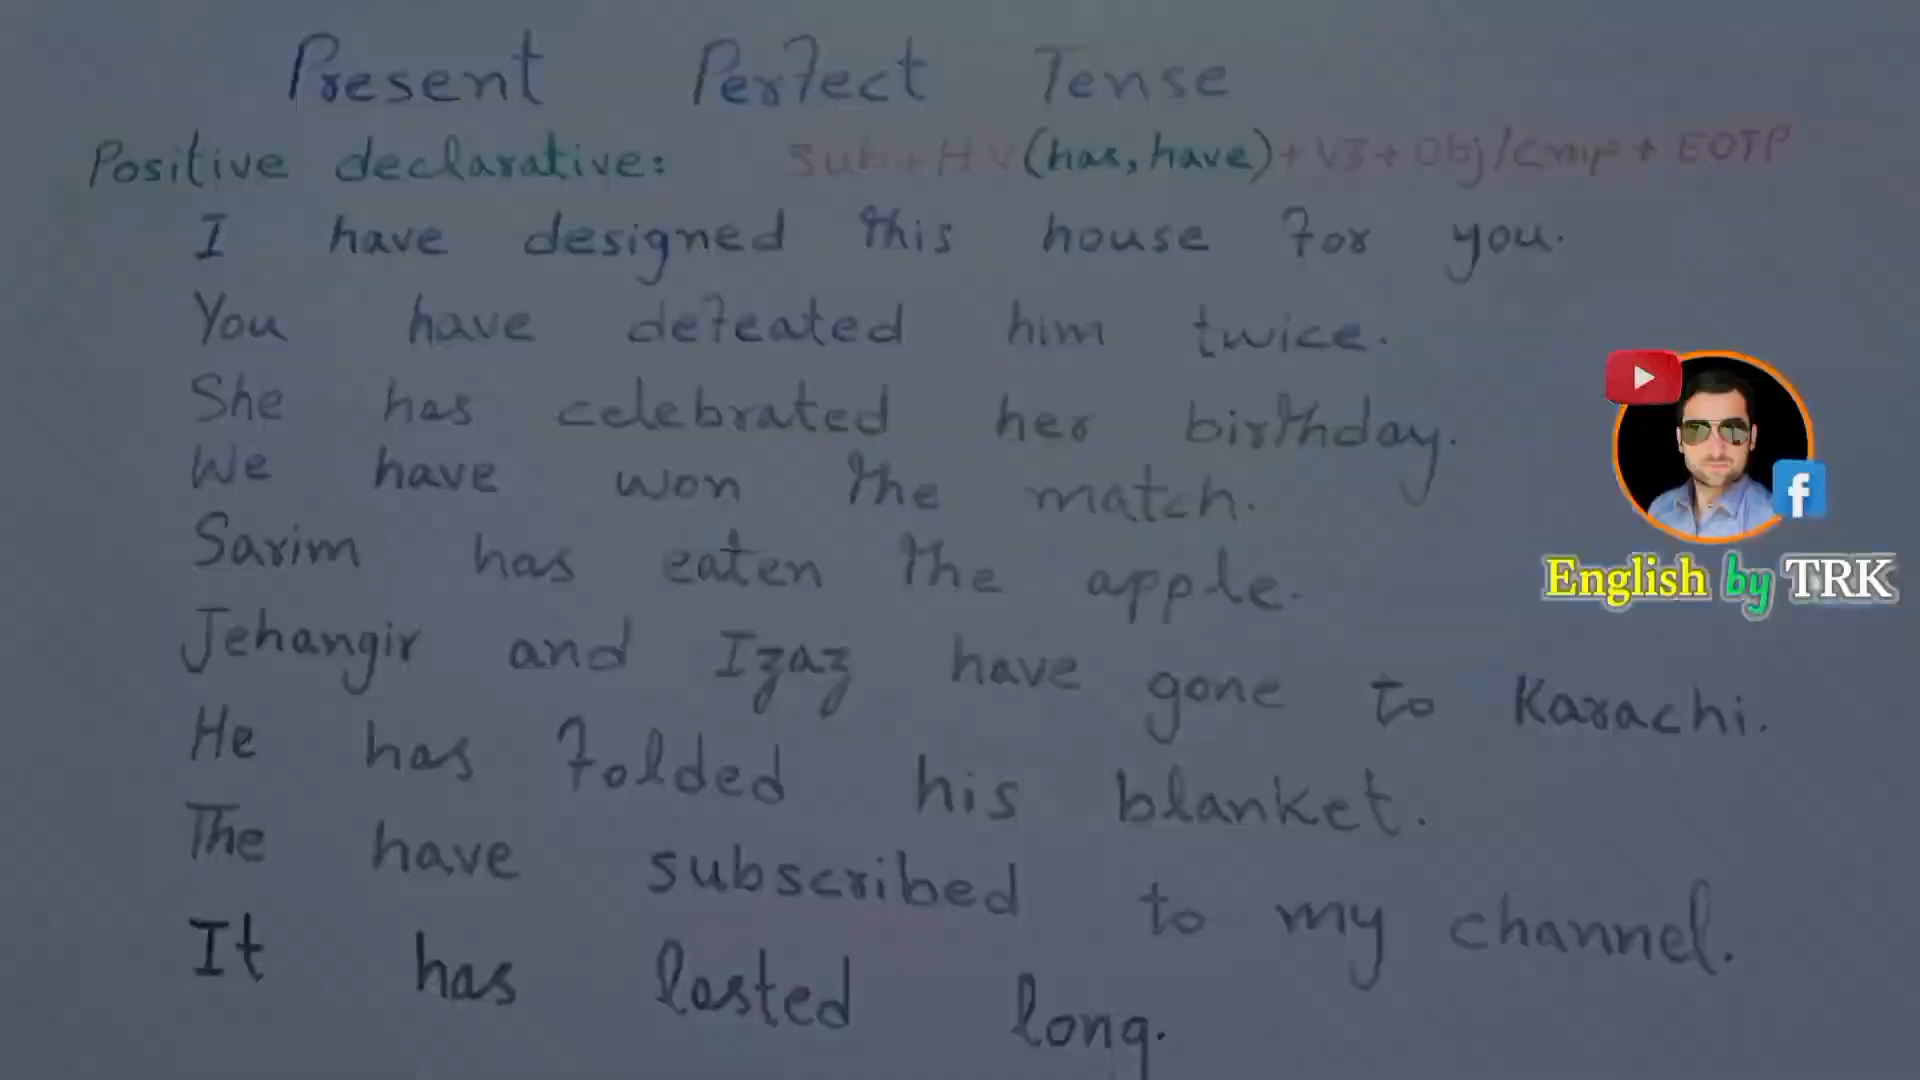 Present Perfect Tense
Positive declarative: Sub + HV (has, have) + V3 + Obj/Cmp + EOTP
I have designed this house for you.
You have defeated him twice.
She has celebrated her birthday.
We have won the match.
Sarim has eaten the apple.
Jehangir and Izaz have gone to Karachi.
He has folded his blanket.
The have subscribed to my channel.
It has lasted long.
f
English by TRK